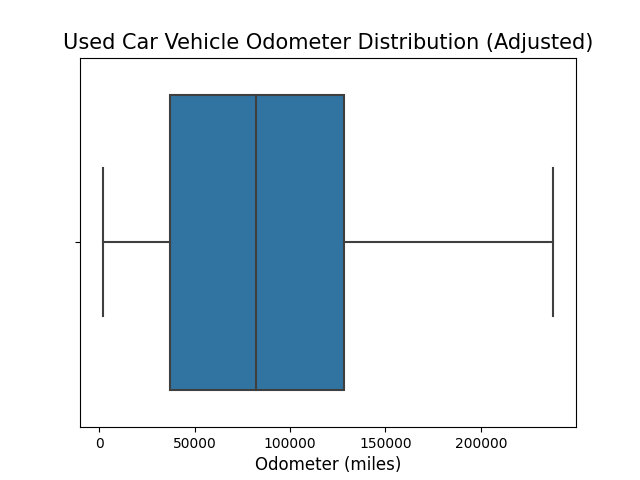 Used Car Vehicle Odometer Distribution (Adjusted)
0 50000 100000 150000 200000
Odometer (miles)